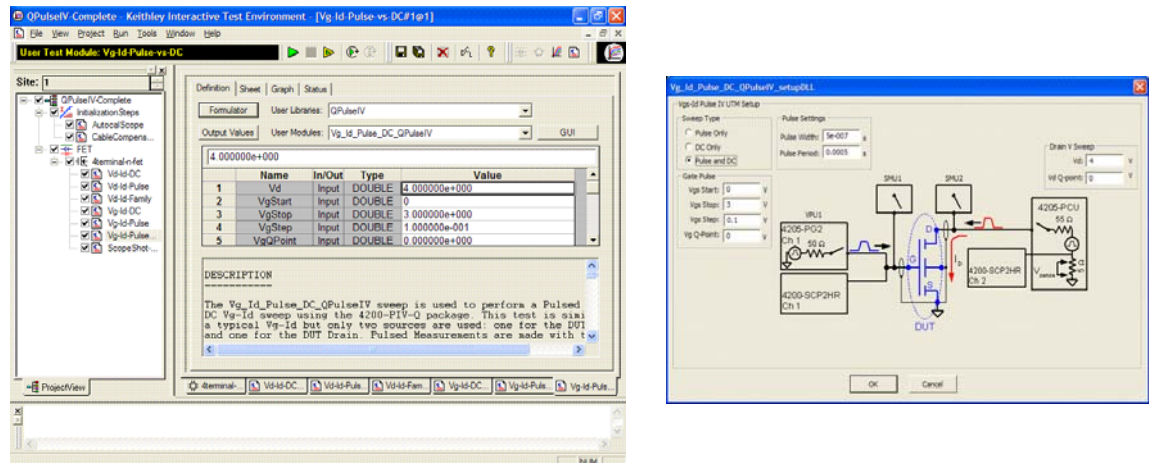 QPulseIV-Complete - Keithley Interactive Test Environment - [Vg-Id-Pulse-vs-DC#1@1]
File View Project Run Tools Window Help
User Test Module: Vg-Id-Pulse-vs-DC
Site: 1
QPulseIV-Complete
InitializationSteps
AutocalScope
CableCompens...
FET
4terminal-n-fet
Vd-Id-DC
Vd-Id-Pulse
Vd-Id-Family
Vg-Id-DC
Vg-Id-Pulse
Vg-Id-Pulse...
ScopeShot-...
ProjectView
Definition Sheet Graph Status
Formulator User Libraries: QPulseIV
Output Values User Modules: Vg_Id_Pulse_DC_QPulseIV GUI
4.000000e+000
Name In/Out Type Value
1 Vd Input DOUBLE 4.000000e+000
2 VgStart Input DOUBLE 0
3 VgStop Input DOUBLE 3.000000e+000
4 VgStep Input DOUBLE 1.000000e-001
5 VgQPoint Input DOUBLE 0.000000e+000
DESCRIPTION
-----------
The Vg_Id_Pulse_DC_QPulseIV sweep is used to perform a Pulsed
DC Vg-Id sweep using the 4200-PIV-Q package. This test is simi
a typical Vg-Id but only two sources are used: one for the DUT
and one for the DUT Drain. Pulsed Measurements are made with t
4terminal-... Vd-Id-DC... Vd-Id-Puls... Vd-Id-Fam... Vg-Id-DC... Vg-Id-Puls... Vg-Id-Puls...
NUM
Vg_Id_Pulse_DC_QPulseIV_setupDLL
Vgs-Id Pulse IV UTM Setup
Sweep Type
Pulse Only
DC Only
Pulse and DC
Pulse Settings
Pulse Width: 5e-007 s
Pulse Period: 0.0005 s
Drain V Sweep
Vd: 4 V
Vd Q-point: 0 V
Gate Pulse
Vgs Start: 0 V
Vgs Stop: 3 V
Vgs Step: 0.1 V
Vg Q-Point: 0 V
SMU1
SMU2
VPU1
4205-PG2
Ch 1 50 Ω
4200-SCP2HR
Ch 1
D
G
S
ID
DUT
4200-SCP2HR
Ch 2
4205-PCU
55 Ω
Vsense
5 Ω
OK Cancel